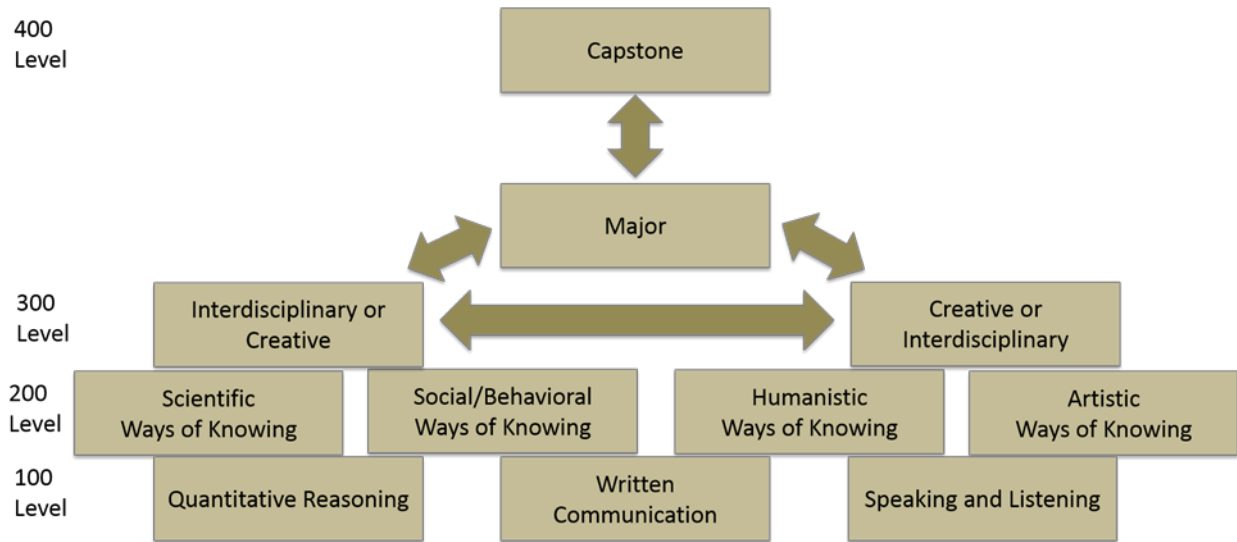 400
Level
Capstone
Major
300
Level
Interdisciplinary or
Creative
Creative or
Interdisciplinary
200
Level
Scientific
Ways of Knowing
Social/Behavioral
Ways of Knowing
Humanistic
Ways of Knowing
Artistic
Ways of Knowing
100
Level
Quantitative Reasoning
Written
Communication
Speaking and Listening